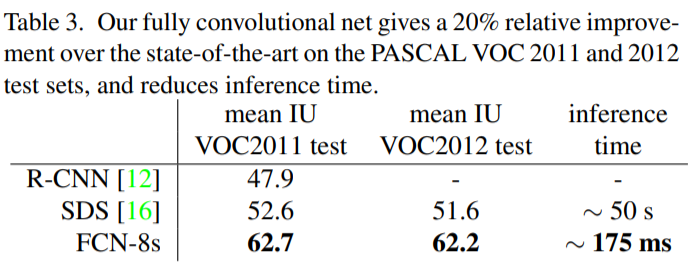 Table 3. Our fully convolutional net gives a 20% relative improve-
ment over the state-of-the-art on the PASCAL VOC 2011 and 2012
test sets, and reduces inference time.
mean IU mean IU inference
VOC2011 test VOC2012 test time
R-CNN [12] 47.9 - -
SDS [16] 52.6 51.6 ∼ 50 s
FCN-8s 62.7 62.2 ∼ 175 ms